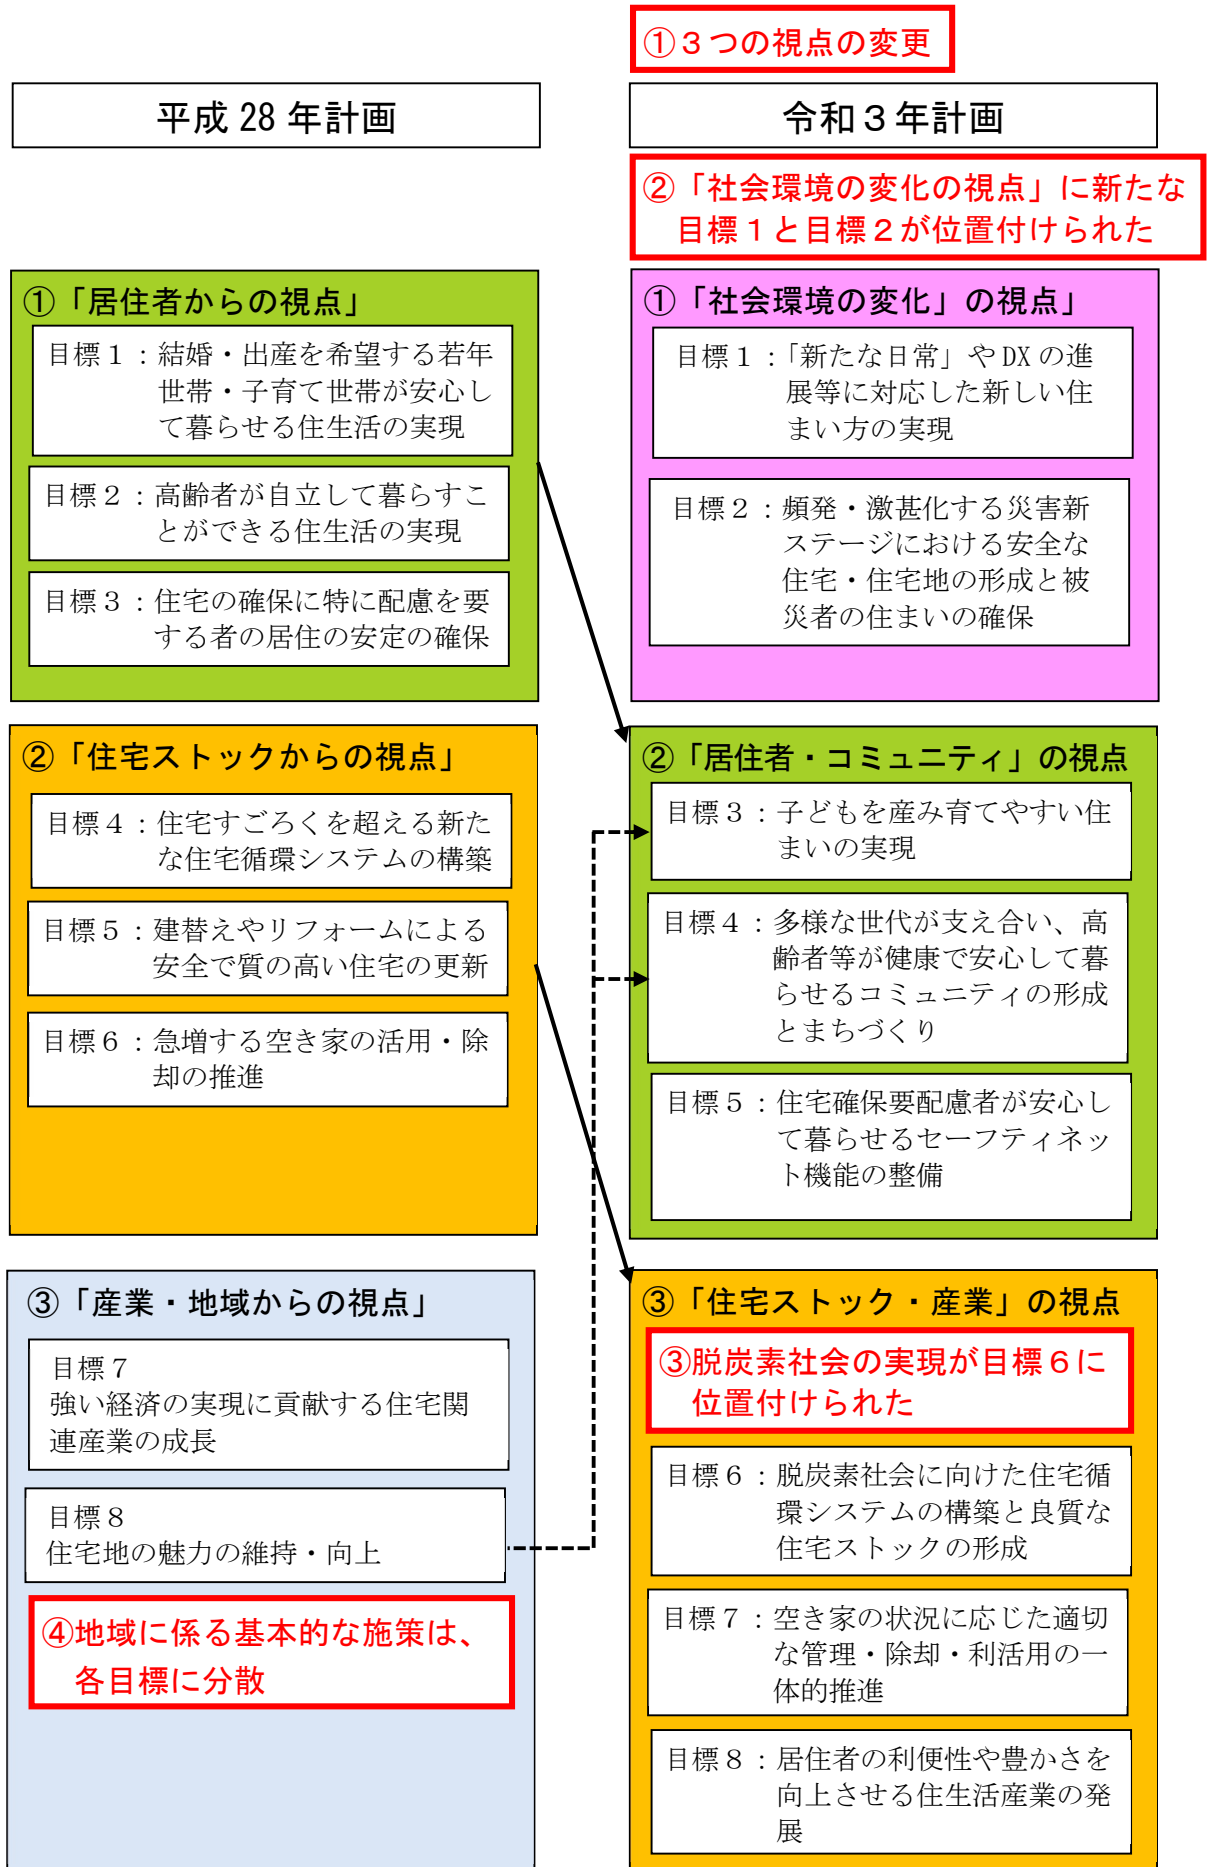 ①３つの視点の変更
平成 28 年計画
令和３年計画
②「社会環境の変化の視点」に新たな
目標１と目標２が位置付けられた
①「居住者からの視点」
目標１：結婚・出産を希望する若年
世帯・子育て世帯が安心し
て暮らせる住生活の実現
目標２：高齢者が自立して暮らすこ
とができる住生活の実現
目標３：住宅の確保に特に配慮を要
する者の居住の安定の確保
①「社会環境の変化」の視点」
目標１：「新たな日常」や DX の進
展等に対応した新しい住
まい方の実現
目標２：頻発・激甚化する災害新
ステージにおける安全な
住宅・住宅地の形成と被
災者の住まいの確保
②「住宅ストックからの視点」
目標４：住宅すごろくを超える新た
な住宅循環システムの構築
目標５：建替えやリフォームによる
安全で質の高い住宅の更新
目標６：急増する空き家の活用・除
却の推進
②「居住者・コミュニティ」の視点
目標３：子どもを産み育てやすい住
まいの実現
目標４：多様な世代が支え合い、高
齢者等が健康で安心して暮
らせるコミュニティの形成
とまちづくり
目標５：住宅確保要配慮者が安心し
て暮らせるセーフティネッ
ト機能の整備
③「産業・地域からの視点」
目標７
強い経済の実現に貢献する住宅関
連産業の成長
目標８
住宅地の魅力の維持・向上
④地域に係る基本的な施策は、
各目標に分散
③「住宅ストック・産業」の視点
③脱炭素社会の実現が目標６に
位置付けられた
目標６：脱炭素社会に向けた住宅循
環システムの構築と良質な
住宅ストックの形成
目標７：空き家の状況に応じた適切
な管理・除却・利活用の一
体的推進
目標８：居住者の利便性や豊かさを
向上させる住生活産業の発
展